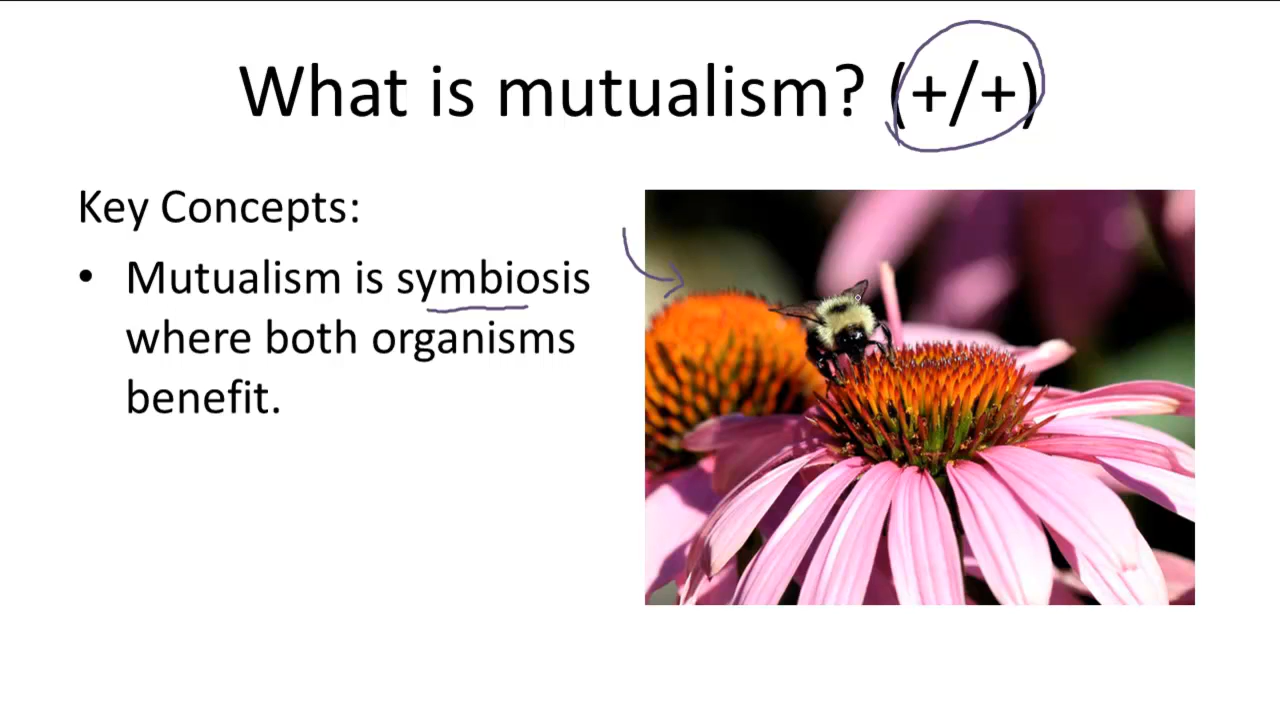 What is mutualism? (+/+)
Key Concepts:
• Mutualism is symbiosis
where both organisms
benefit.